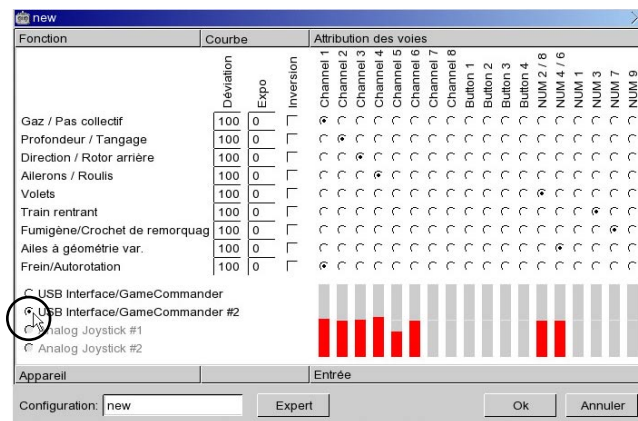 new
Fonction Courbe Attribution des voies
Déviation Expo Inversion Channel 1 Channel 2 Channel 3 Channel 4 Channel 5 Channel 6 Channel 7 Channel 8 Button 1 Button 2 Button 3 Button 4 NUM 2 / 8 NUM 4 / 6 NUM 1 NUM 3 NUM 7 NUM 9
Gaz / Pas collectif 100 0
Profondeur / Tangage 100 0
Direction / Rotor arrière 100 0
Ailerons / Roulis 100 0
Volets 100 0
Train rentrant 100 0
Fumigène/Crochet de remorquag 100 0
Ailes à géométrie var. 100 0
Frein/Autorotation 100 0
USB Interface/GameCommander
USB Interface/GameCommander #2
Analog Joystick #1
Analog Joystick #2
Appareil Entrée
Configuration: new Expert Ok Annuler